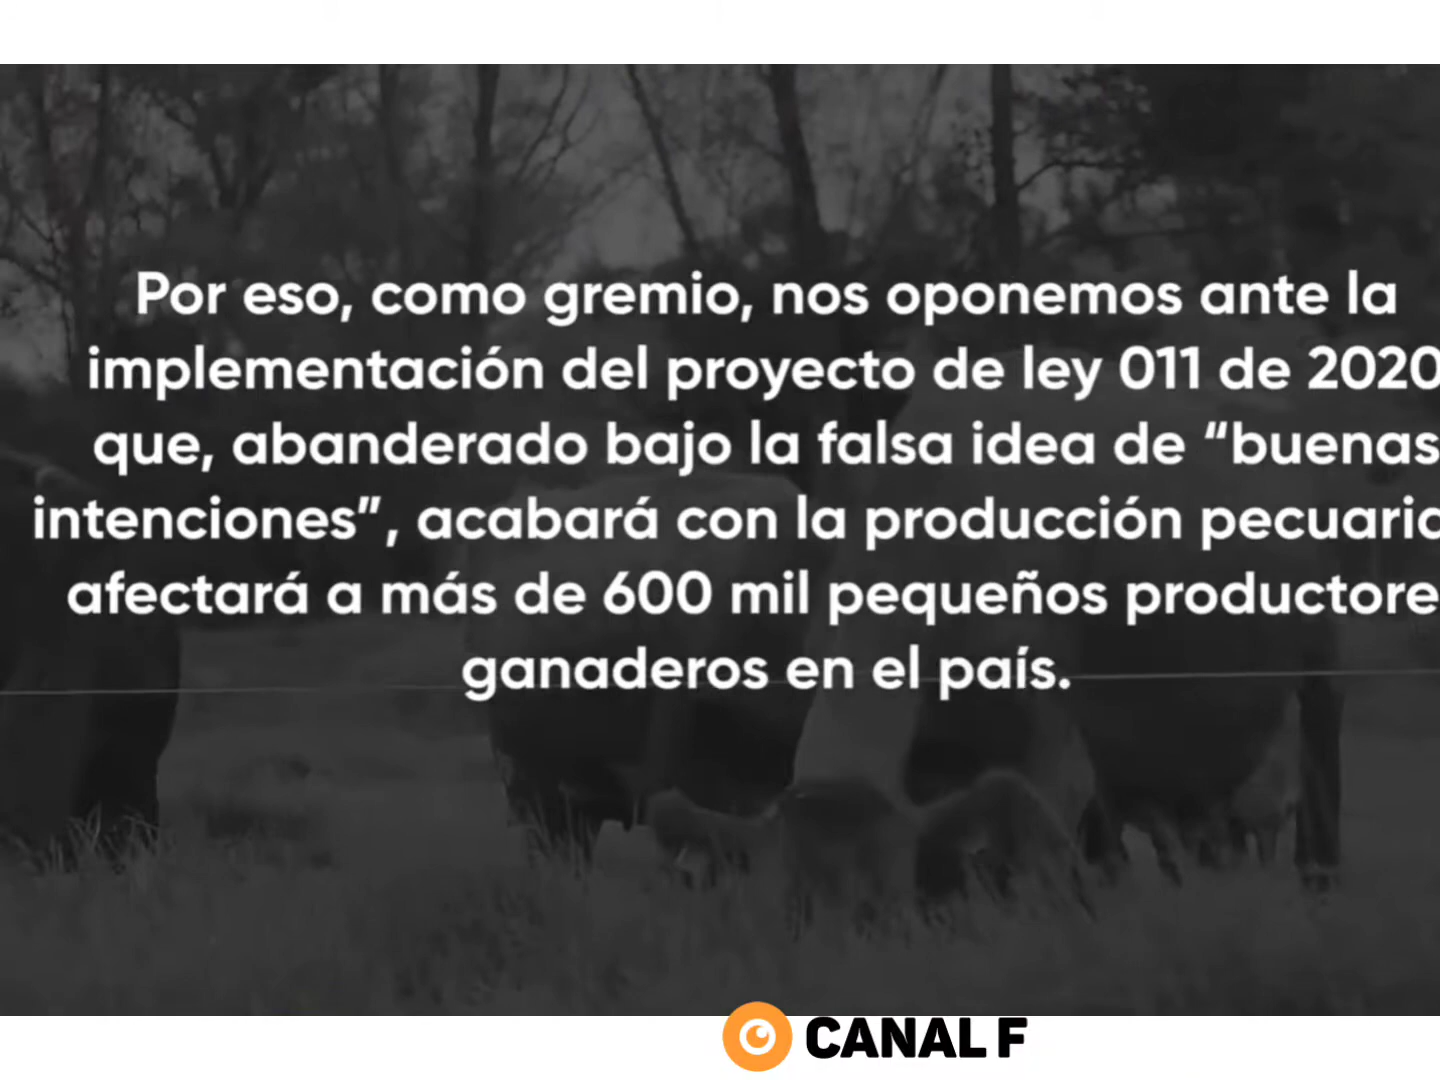 Por eso, como gremio, nos oponemos ante la
implementación del proyecto de ley 011 de 2020
que, abanderado bajo la falsa idea de “buenas
intenciones”, acabará con la producción
afectará a más de 600 mil pequeños
ganaderos en el país.
CANAL F